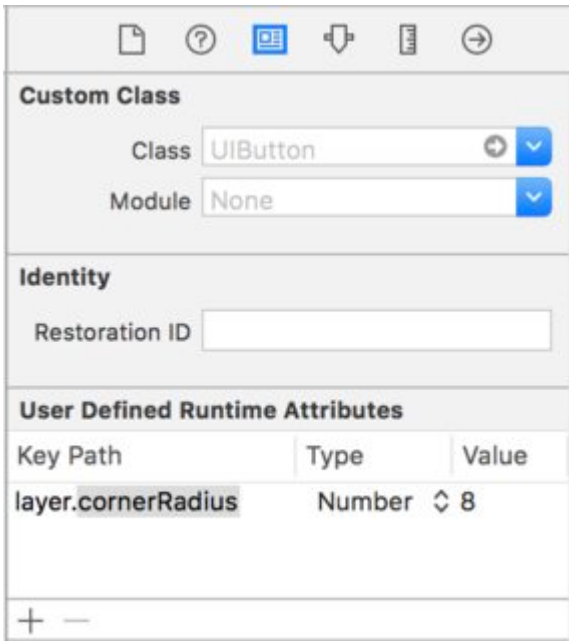 Custom Class
Class UIButton
Module None
Identity
Restoration ID
User Defined Runtime Attributes
Key Path Type Value
layer.cornerRadius Number 8